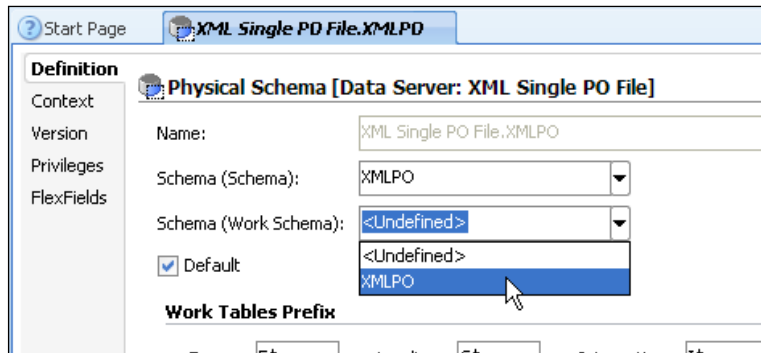 Start Page
XML Single PO File.XMLPO
Definition
Context
Version
Privileges
FlexFields
Physical Schema [Data Server: XML Single PO File]
Name: XML Single PO File.XMLPO
Schema (Schema): XMLPO
Schema (Work Schema): <Undefined>
<Undefined>
XMLPO
Default
Work Tables Prefix